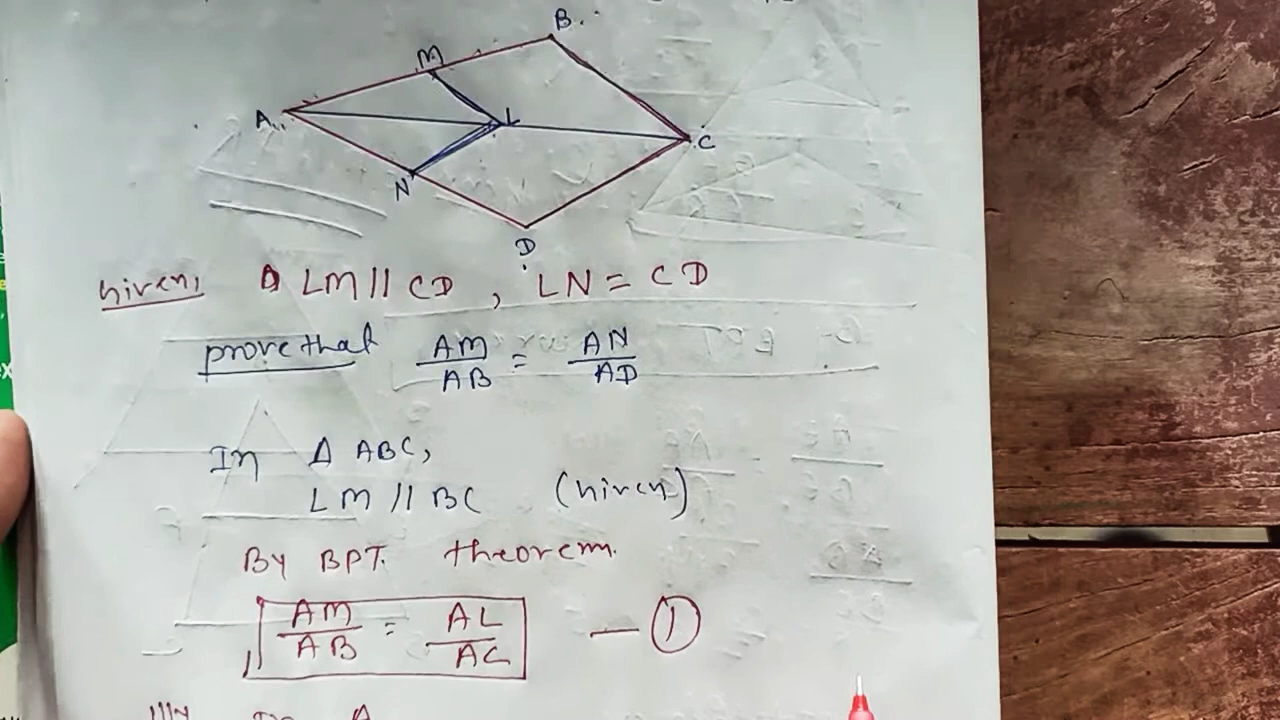 B.
M
A
L
C
N
D
Given, Δ LM || CD , LN = CD
prove that AM/AB = AN/AD
In Δ ABC,
LM || BC (Given)
By BPT. theorem.
AM/AB = AL/AC — ①